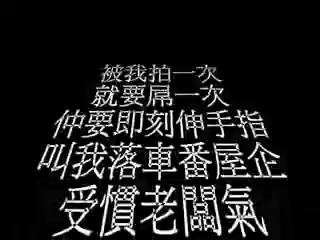 被我拍一次
就要屌一次
仲要即刻伸手指
叫我落車番屋企
受慣老闆氣